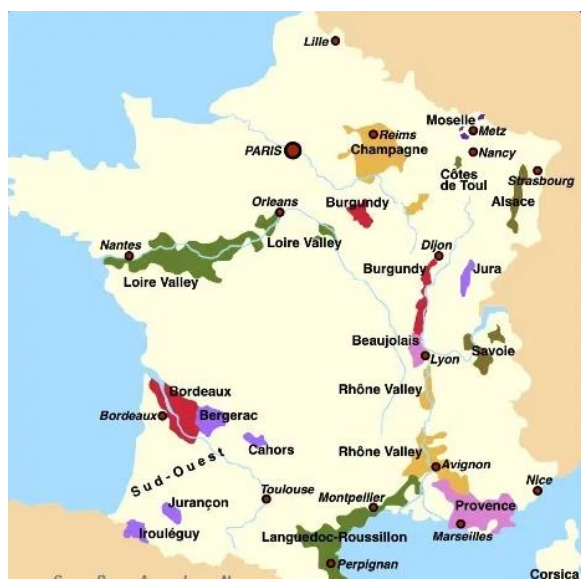 Lille
Moselle
Metz
Reims
Champagne
PARIS
Nancy
Côtes
de Toul
Strasbourg
Alsace
Orleans
Burgundy
Loire Valley
Nantes
Dijon
Burgundy
Jura
Loire Valley
Beaujolais
Lyon
Savoie
Bordeaux
Rhône Valley
Bordeaux
Bergerac
Cahors
Rhône Valley
Avignon
Sud-Ouest
Toulouse
Montpellier
Nice
Jurançon
Provence
Irouléguy
Languedoc-Roussillon
Marseilles
Perpignan
Corsica